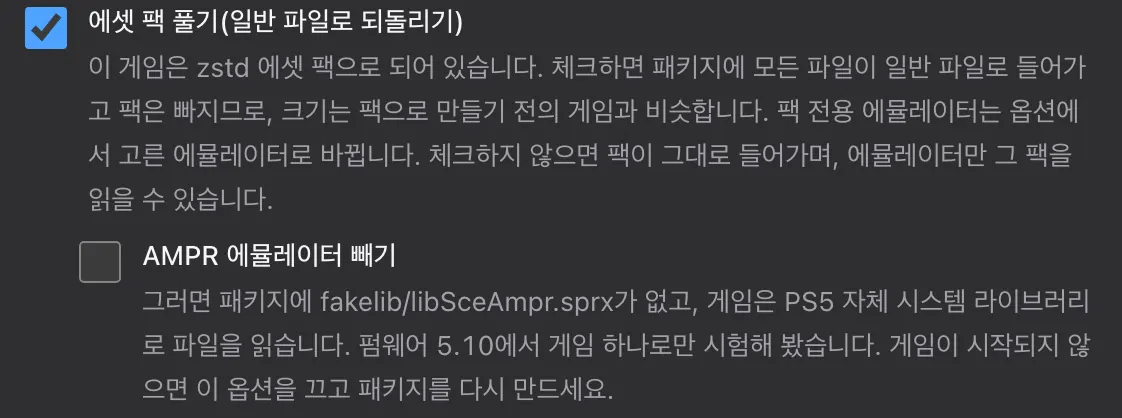 에셋 팩 풀기(일반 파일로 되돌리기)
이 게임은 zstd 에셋 팩으로 되어 있습니다. 체크하면 패키지에 모든 파일이 일반 파일로 들어가
고 팩은 빠지므로, 크기는 팩으로 만들기 전의 게임과 비슷합니다. 팩 전용 에뮬레이터는 옵션에
서 고른 에뮬레이터로 바뀝니다. 체크하지 않으면 팩이 그대로 들어가며, 에뮬레이터만 그 팩을
읽을 수 있습니다.
AMPR 에뮬레이터 빼기
그러면 패키지에 fakelib/libSceAmpr.sprx가 없고, 게임은 PS5 자체 시스템 라이브러리
로 파일을 읽습니다. 펌웨어 5.10에서 게임 하나로만 시험해 봤습니다. 게임이 시작되지 않
으면 이 옵션을 끄고 패키지를 다시 만드세요.